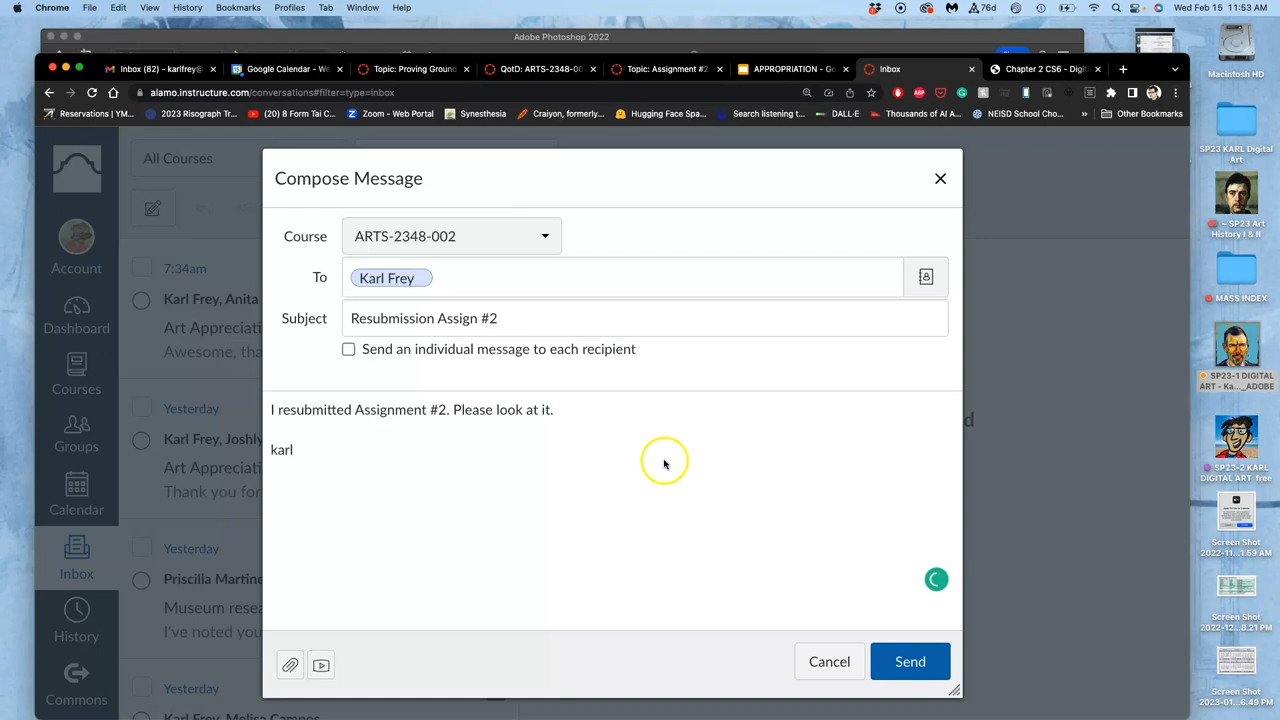 Chrome File Edit View History Bookmarks Profiles Tab Window Help 76d Wed Feb 15 11:53 AM
Adobe Photoshop 2022
Inbox (82) - karlfrey@ Google Calendar - We Topic: Proving Ground QotD ARTS-2348-00 Topic: Assignment #2 APPROPRIATION - Go Inbox Chapter 2 CS6 - Digit
alamo.instructure.com/conversations#filter=type=inbox
Reservations | YM... 2023 Risograph Tr... (20) 8 Form Tai C... Zoom - Web Portal Synesthesia Craiyon, formerly... Hugging Face Spa... Search listening t... DALL·E Thousands of AI A... NEISD School Cho... » Other Bookmarks
All Courses
Account
Dashboard
Courses
Groups
Calendar
Inbox
History
Commons
7:34am
Karl Frey, Anita
Art Appreciati
Awesome, tha
Yesterday
Karl Frey, Joshly
Art Appreciati
Thank you for
Yesterday
Priscilla Martine
Museum resea
I've noted you
Yesterday
Karl Frey, Melisa Campos
Compose Message
Course ARTS-2348-002
To Karl Frey
Subject Resubmission Assign #2
Send an individual message to each recipient
I resubmitted Assignment #2. Please look at it.
karl
Cancel Send
Macintosh HD
SP23 KARL Digital
Art
~ SP23 Art
History I & II
MASS INDEX
SP23-1 DIGITAL
ART - Ka..._ADOBE
SP23-2 KARL
DIGITAL ART free
Screen Shot
2022-11...1.59 AM
Screen Shot
2022-12...8.21 PM
Screen Shot
2023-01...6.49 PM